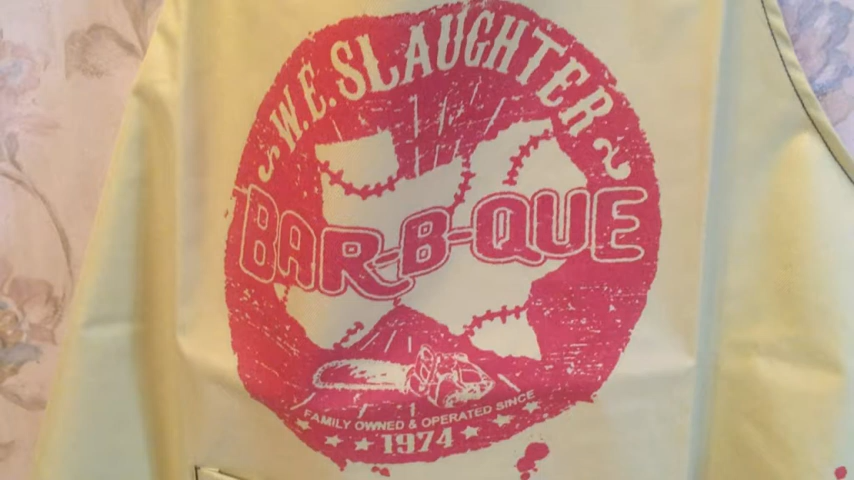 W.E. SLAUGHTER
BAR-B-QUE
FAMILY OWNED & OPERATED SINCE
1974